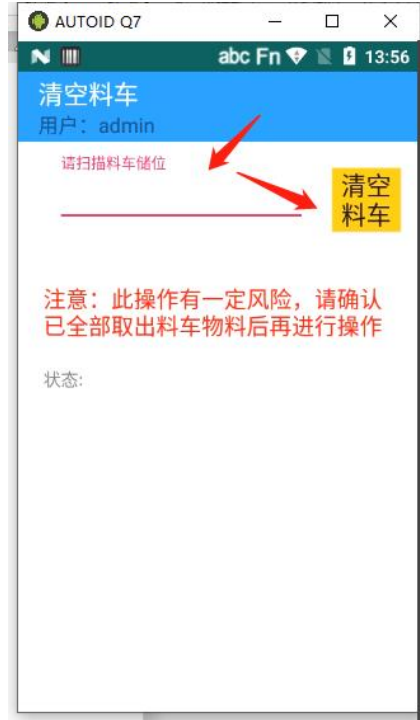 AUTOID Q7
abc Fn 13:56
清空料车
用户：admin
请扫描料车储位
清空
料车
注意：此操作有一定风险，请确认
已全部取出料车物料后再进行操作
状态: